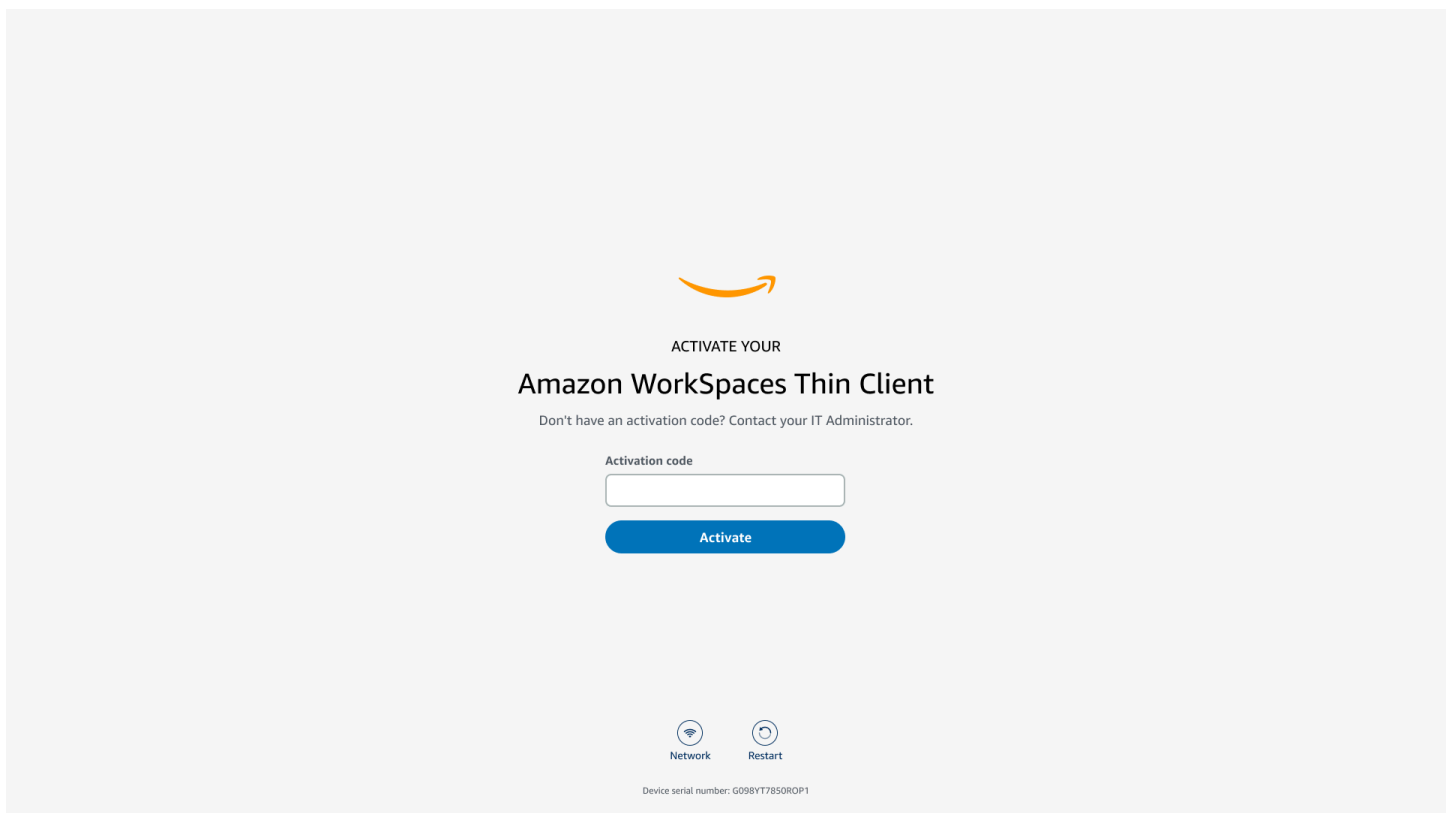 ACTIVATE YOUR
Amazon WorkSpaces Thin Client
Don't have an activation code? Contact your IT Administrator.
Activation code
Activate
Network Restart
Device serial number: G098YT7850ROP1